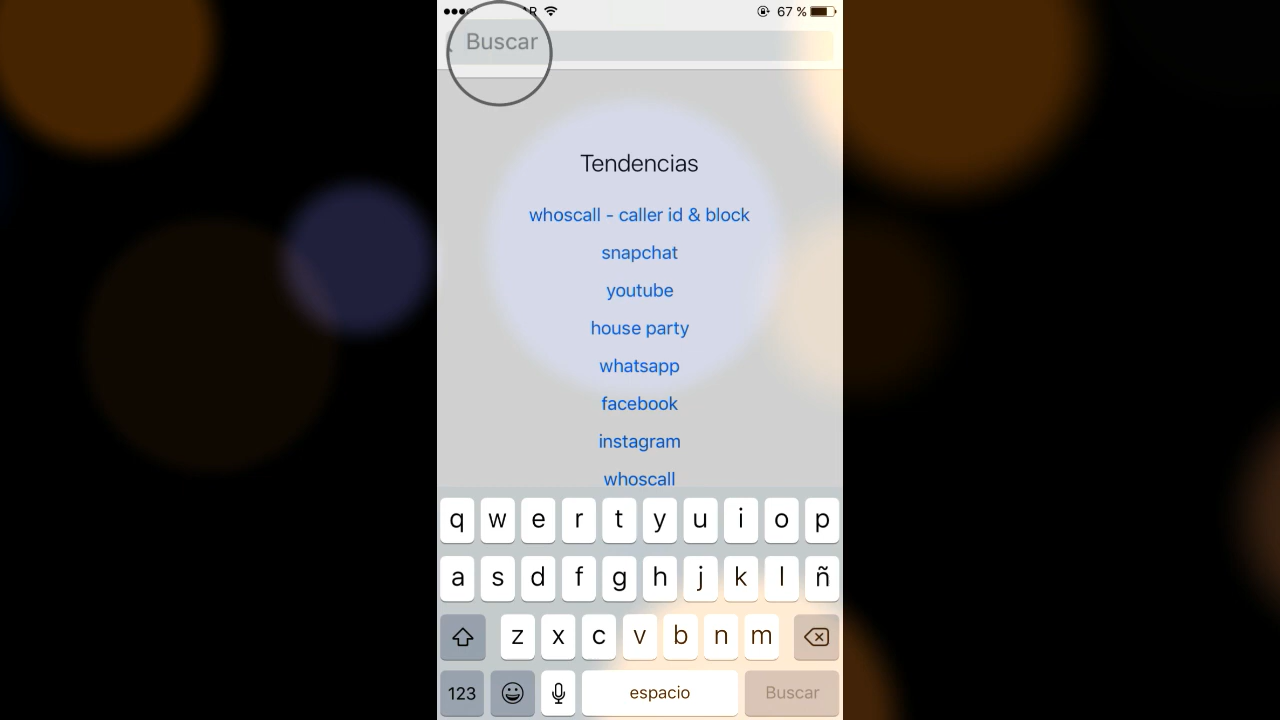 R 67 %
Buscar
Tendencias
whoscall - caller id & block
snapchat
youtube
house party
whatsapp
facebook
instagram
whoscall
q w e r t y u i o p
a s d f g h j k l ñ
z x c v b n m
123 espacio Buscar